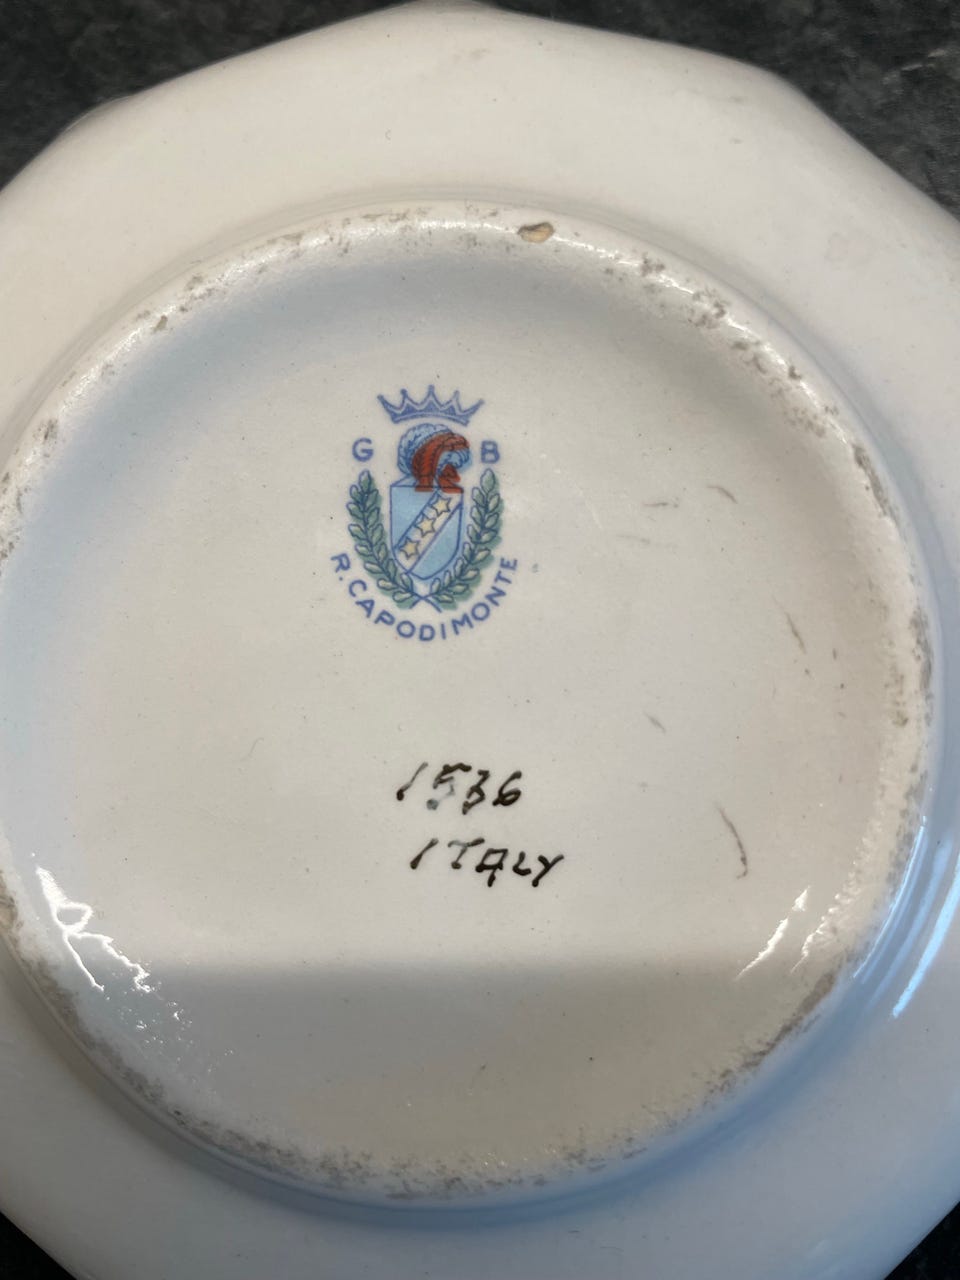 G B
R. CAPODIMONTE
1536
ITALY